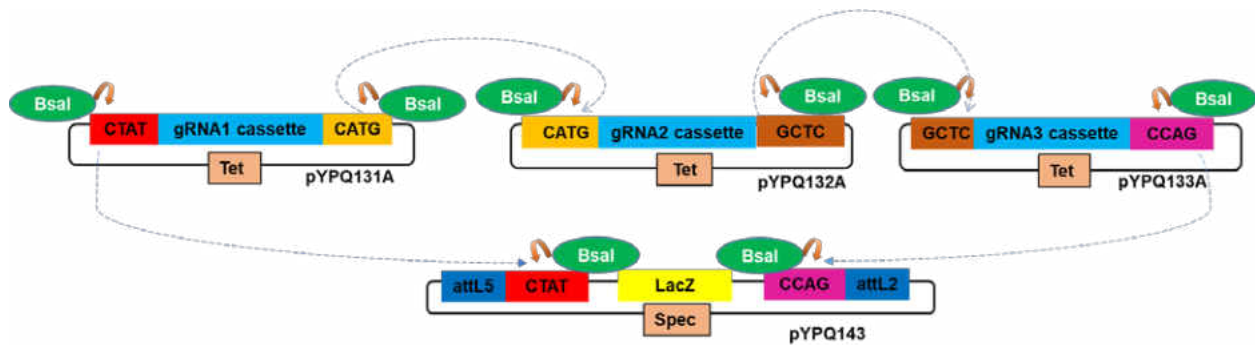 BsaI
CTAT gRNA1 cassette CATG
BsaI
Tet
pYPQ131A
BsaI
CATG gRNA2 cassette GCTC
BsaI
Tet
pYPQ132A
BsaI
GCTC gRNA3 cassette CCAG
BsaI
Tet
pYPQ133A
BsaI
BsaI
attL5 CTAT LacZ CCAG attL2
Spec
pYPQ143